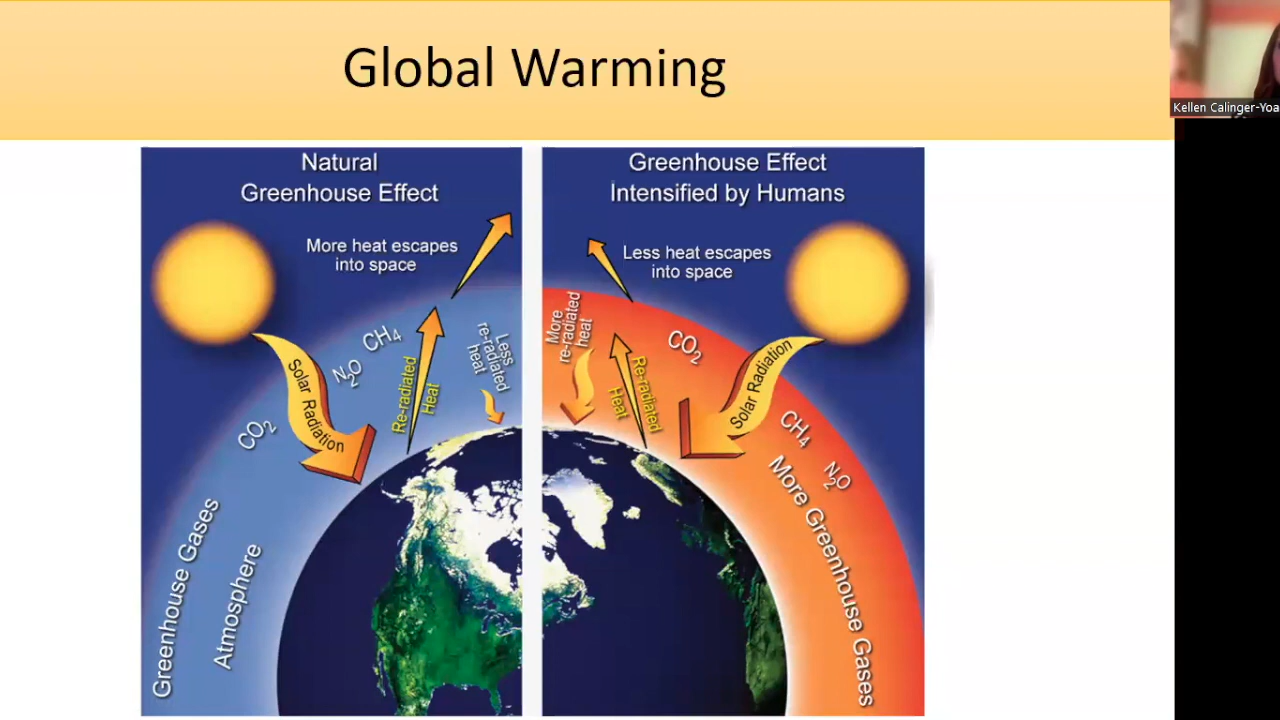 Global Warming
Kellen Calinger-Yoa
Natural
Greenhouse Effect
More heat escapes
into space
Solar Radiation
CO2
N2O
CH4
Re-radiated
Heat
Less
re-radiated
heat
Greenhouse Gases
Atmosphere
Greenhouse Effect
Intensified by Humans
Less heat escapes
into space
More
re-radiated
heat
Re-radiated
Heat
CO2
Solar Radiation
CH4
N2O
More Greenhouse Gases